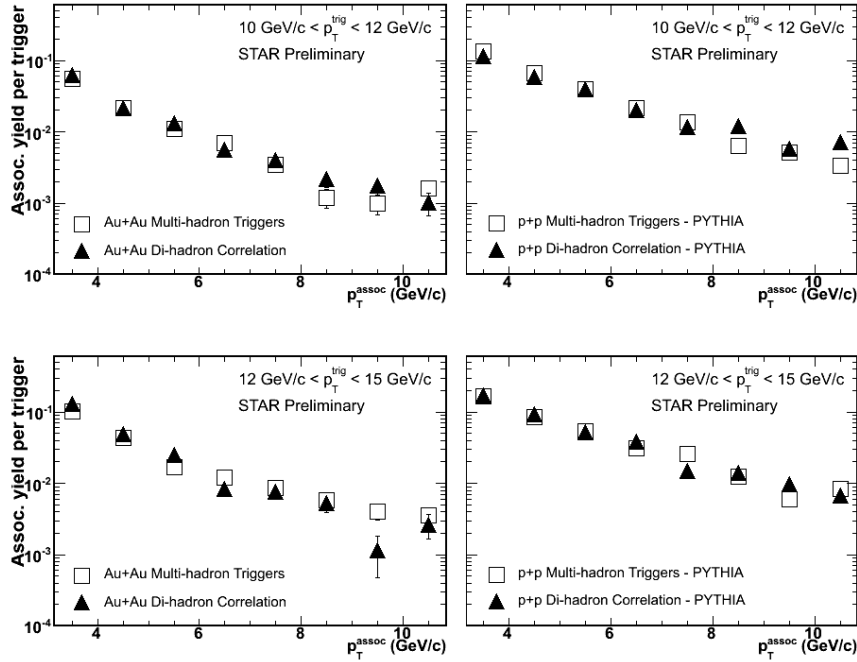 10 GeV/c < p_T^trig < 12 GeV/c
STAR Preliminary
Assoc. yield per trigger
10^-1
10^-2
10^-3
10^-4
Au+Au Multi-hadron Triggers
Au+Au Di-hadron Correlation
4 6 8 10
p_T^assoc (GeV/c)
10 GeV/c < p_T^trig < 12 GeV/c
STAR Preliminary
p+p Multi-hadron Triggers - PYTHIA
p+p Di-hadron Correlation - PYTHIA
4 6 8 10
p_T^assoc (GeV/c)
12 GeV/c < p_T^trig < 15 GeV/c
STAR Preliminary
Assoc. yield per trigger
10^-1
10^-2
10^-3
10^-4
Au+Au Multi-hadron Triggers
Au+Au Di-hadron Correlation
4 6 8 10
p_T^assoc (GeV/c)
12 GeV/c < p_T^trig < 15 GeV/c
STAR Preliminary
p+p Multi-hadron Triggers - PYTHIA
p+p Di-hadron Correlation - PYTHIA
4 6 8 10
p_T^assoc (GeV/c)